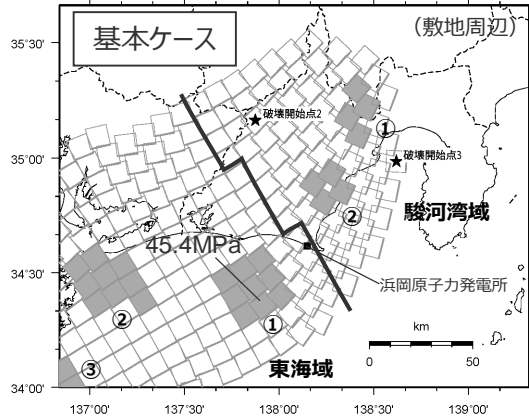 基本ケース
(敷地周辺)
35°30'
35°00'
34°30'
34°00'
①
破壊開始点2
破壊開始点3
駿河湾域
②
45.4MPa
浜岡原子力発電所
②
①
③
東海域
km
0
50
137°00'
137°30'
138°00'
138°30'
139°00'